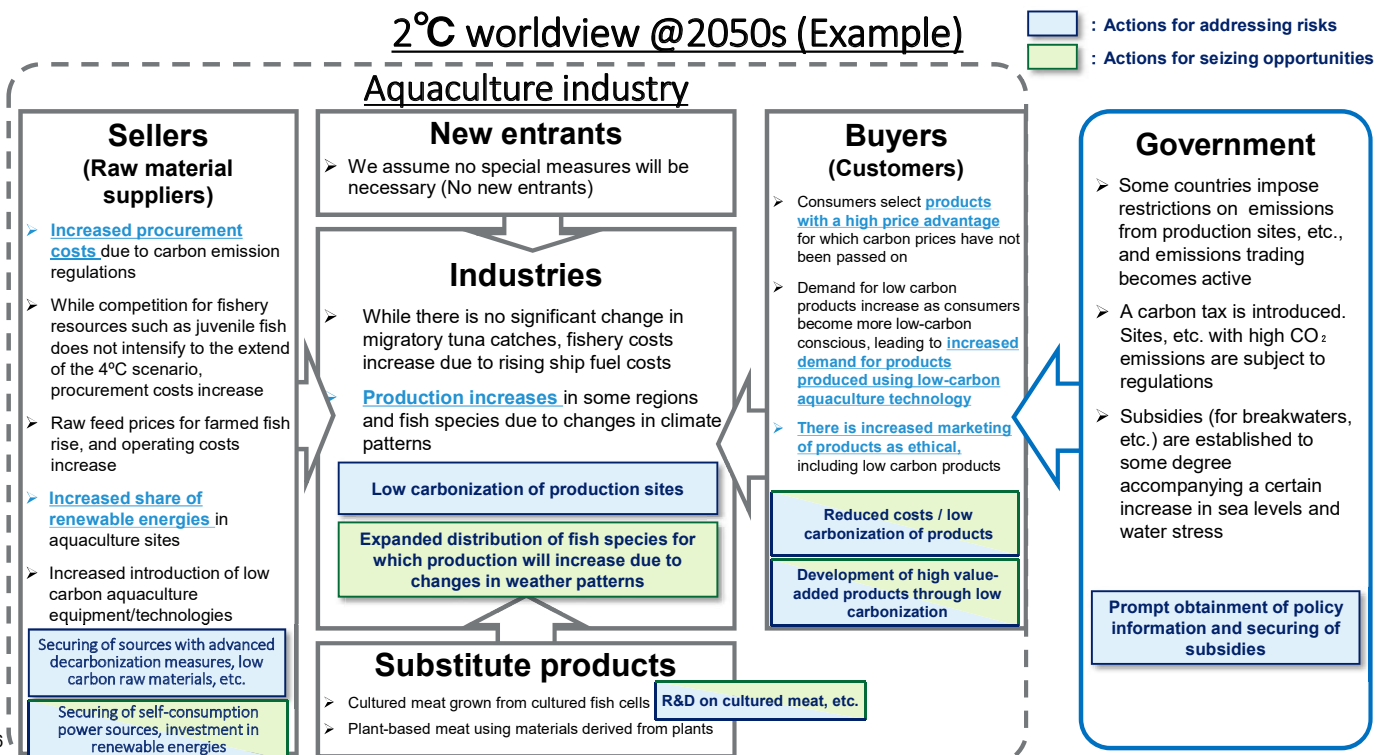 2℃ worldview @2050s (Example)
: Actions for addressing risks
: Actions for seizing opportunities
Aquaculture industry
Sellers
(Raw material
suppliers)
➢ Increased procurement
costs due to carbon emission
regulations
➢ While competition for fishery
resources such as juvenile fish
does not intensify to the extend
of the 4ºC scenario,
procurement costs increase
➢ Raw feed prices for farmed fish
rise, and operating costs
increase
➢ Increased share of
renewable energies in
aquaculture sites
➢ Increased introduction of low
carbon aquaculture
equipment/technologies
Securing of sources with advanced
decarbonization measures, low
carbon raw materials, etc.
Securing of self-consumption
power sources, investment in
renewable energies
New entrants
➢ We assume no special measures will be
necessary (No new entrants)
Industries
➢ While there is no significant change in
migratory tuna catches, fishery costs
increase due to rising ship fuel costs
➢ Production increases in some regions
and fish species due to changes in climate
patterns
Low carbonization of production sites
Expanded distribution of fish species for
which production will increase due to
changes in weather patterns
Substitute products
➢ Cultured meat grown from cultured fish cells
➢ Plant-based meat using materials derived from plants
R&D on cultured meat, etc.
Buyers
(Customers)
➢ Consumers select products
with a high price advantage
for which carbon prices have not
been passed on
➢ Demand for low carbon
products increase as consumers
become more low-carbon
conscious, leading to increased
demand for products
produced using low-carbon
aquaculture technology
➢ There is increased marketing
of products as ethical,
including low carbon products
Reduced costs / low
carbonization of products
Development of high value-
added products through low
carbonization
Government
➢ Some countries impose
restrictions on emissions
from production sites, etc.,
and emissions trading
becomes active
➢ A carbon tax is introduced.
Sites, etc. with high CO₂
emissions are subject to
regulations
➢ Subsidies (for breakwaters,
etc.) are established to
some degree
accompanying a certain
increase in sea levels and
water stress
Prompt obtainment of policy
information and securing of
subsidies